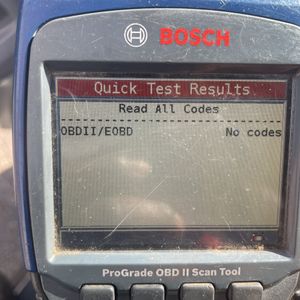 BOSCH
Quick Test Results
Read All Codes
--------------------------------
OBDII/EOBD No codes
ProGrade OBD II Scan Tool